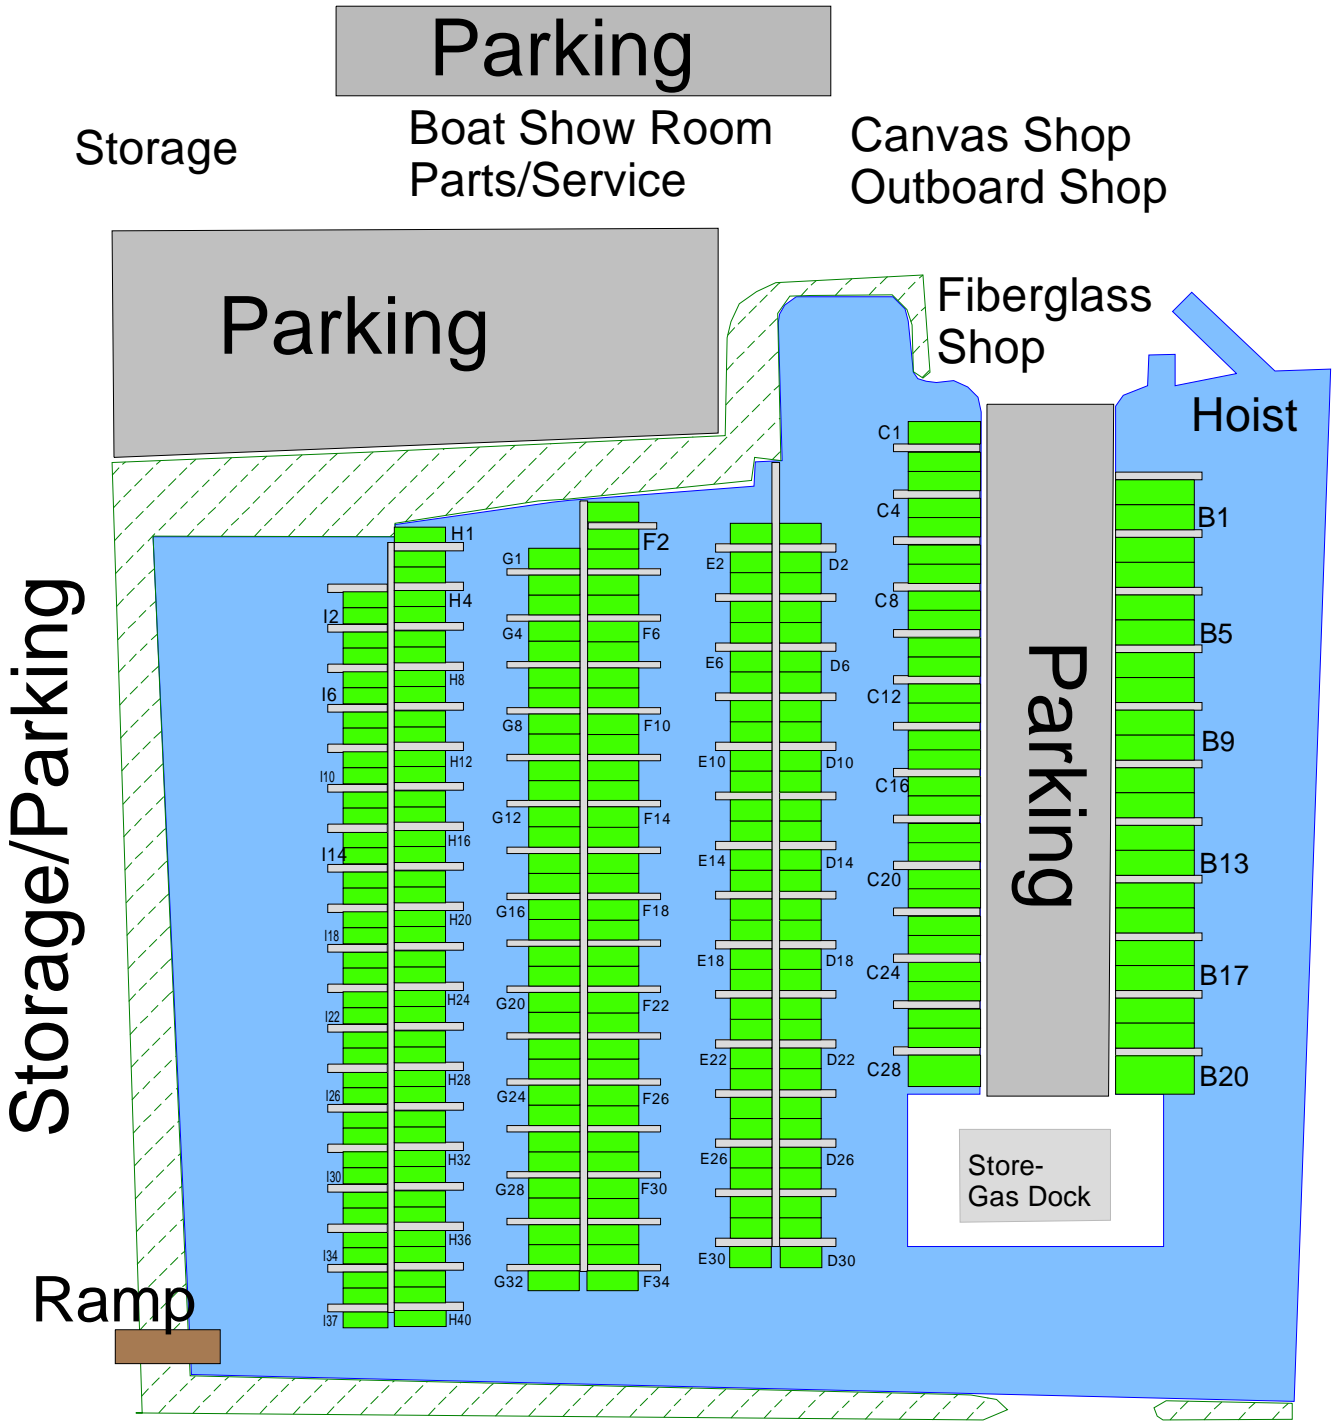 Parking
Storage
Boat Show Room
Parts/Service
Canvas Shop
Outboard Shop
Parking
Fiberglass
Shop
Hoist
Storage/Parking
Parking
H1
H4
H8
H12
H16
H20
H24
H28
H32
H36
H40
I2
I6
I10
I14
I18
I22
I26
I30
I34
I37
G1
G4
G8
G12
G16
G20
G24
G28
G32
F2
F6
F10
F14
F18
F22
F26
F30
F34
E2
E6
E10
E14
E18
E22
E26
E30
D2
D6
D10
D14
D18
D22
D26
D30
C1
C4
C8
C12
C16
C20
C24
C28
B1
B5
B9
B13
B17
B20
Store-
Gas Dock
Ramp